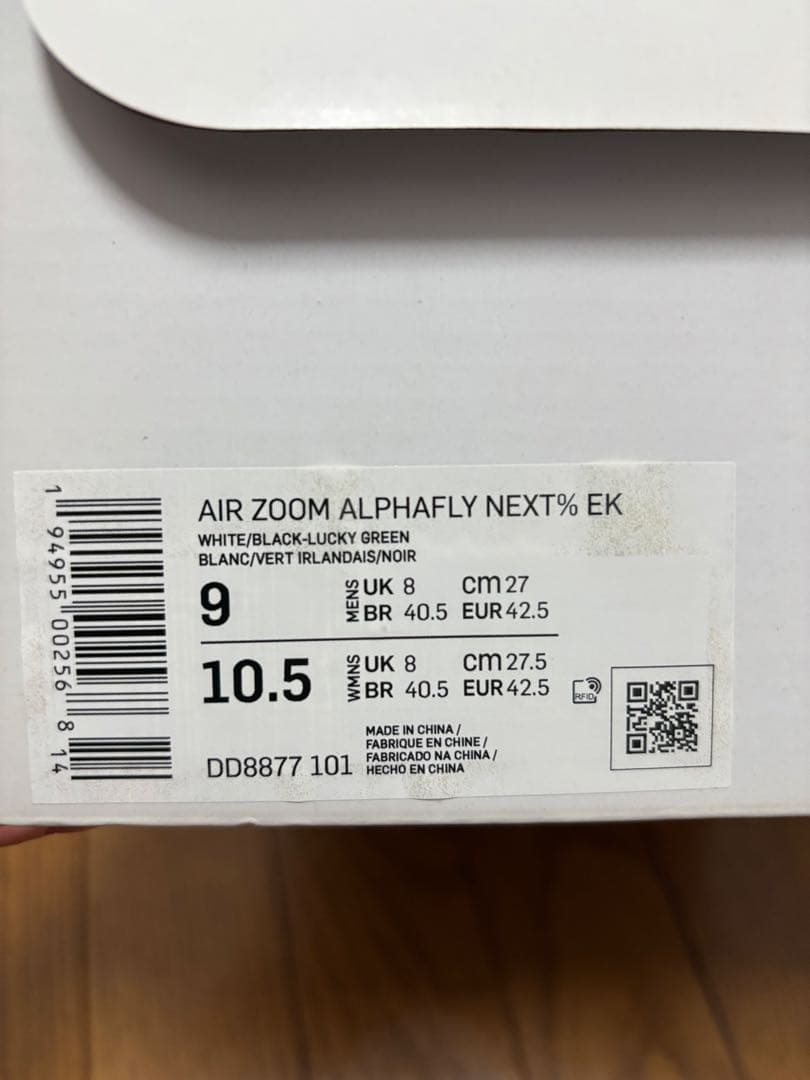 AIR ZOOM ALPHAFLY NEXT% EK
WHITE/BLACK-LUCKY GREEN
BLANC/VERT IRLANDAIS/NOIR
9
MENS
UK 8 cm 27
BR 40.5 EUR 42.5
10.5
WMNS
UK 8 cm 27.5
BR 40.5 EUR 42.5
RFID
DD8877 101
MADE IN CHINA /
FABRIQUE EN CHINE /
FABRICADO NA CHINA /
HECHO EN CHINA
1 94955 00256 8 14